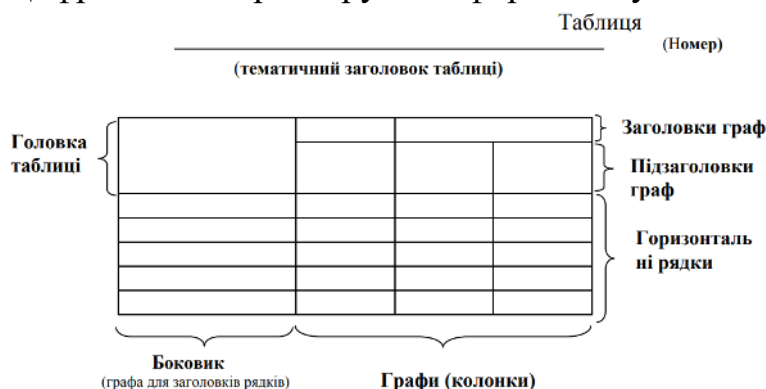 Таблиця
(Номер)
(тематичний заголовок таблиці)
Головка
таблиці
Заголовки граф
Підзаголовки
граф
Горизонталь
ні рядки
Боковик
(графа для заголовків рядків)
Графи (колонки)